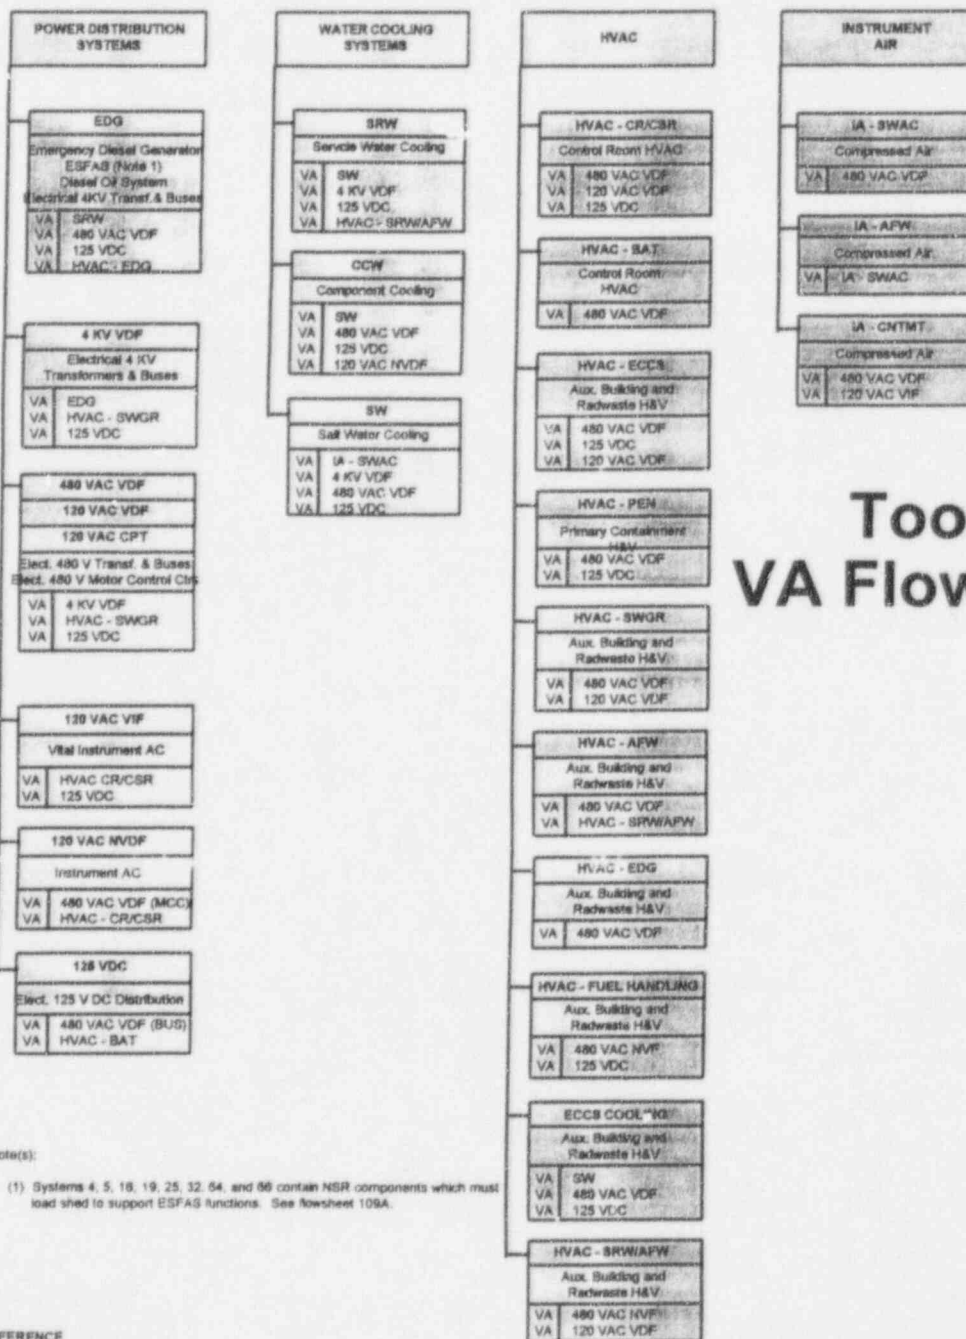 POWER DISTRIBUTION
SYSTEMS
EDG
Emergency Diesel Generator
ESFAS (Note 1)
Diesel Oil System
Electrical 4KV Transf. & Buses
VA SRW
VA 480 VAC VDF
VA 125 VDC
VA HVAC - EDG
4 KV VDF
Electrical 4 KV
Transformers & Buses
VA EDG
VA HVAC - SWGR
VA 125 VDC
480 VAC VDF
120 VAC VDF
120 VAC CPT
Elect. 480 V Transf. & Buses
Elect. 480 V Motor Control Ctrs
VA 4 KV VDF
VA HVAC - SWGR
VA 125 VDC
120 VAC VIF
Vital Instrument AC
VA HVAC CR/CSR
VA 125 VDC
120 VAC NVDF
Instrument AC
VA 480 VAC VDF (MCC)
VA HVAC - CR/CSR
125 VDC
Elect. 125 V DC Distribution
VA 480 VAC VDF (BUS)
VA HVAC - BAT
WATER COOLING
SYSTEMS
SRW
Servcie Water Cooling
VA SW
VA 4 KV VDF
VA 125 VDC
VA HVAC - SRW/AFW
CCW
Component Cooling
VA SW
VA 480 VAC VDF
VA 125 VDC
VA 120 VAC NVDF
SW
Salt Water Cooling
VA IA - SWAC
VA 4 KV VDF
VA 480 VAC VDF
VA 125 VDC
HVAC
HVAC - CR/CSR
Control Room HVAC
VA 480 VAC VDF
VA 120 VAC VDF
VA 125 VDC
HVAC - BAT
Control Room
HVAC
VA 480 VAC VDF
HVAC - ECCS
Aux. Building and
Radwaste H&V
VA 480 VAC VDF
VA 125 VDC
VA 120 VAC VDF
HVAC - PEN
Primary Containment
H&V
VA 480 VAC VDF
VA 125 VDC
HVAC - SWGR
Aux. Building and
Radwaste H&V
VA 480 VAC VDF
VA 120 VAC VDF
HVAC - AFW
Aux. Building and
Radwaste H&V
VA 480 VAC VDF
VA HVAC - SRW/AFW
HVAC - EDG
Aux. Building and
Radwaste H&V
VA 480 VAC VDF
HVAC - FUEL HANDLING
Aux. Building and
Radwaste H&V
VA 480 VAC NVF
VA 125 VDC
ECCS
Aux. Building and
Radwaste H&V
VA SW
VA 480 VAC VDF
VA 125 VDC
HVAC - SRW/AFW
Aux. Building and
Radwaste H&V
VA 480 VAC NVF
VA 120 VAC VDF
INSTRUMENT
AIR
IA - SWAC
Compressed Air
VA 480 VAC VDF
IA - AFW
Compressed Air
VA IA - SWAC
IA - CNTMT
Compressed Air
VA 480 VAC VDF
VA 120 VAC VIF
Too
VA Flow
ote(s):
(1) Systems 4, 5, 18, 19, 25, 32, 64, and 66 contain NSR components which must
load shed to support ESFAS functions. See flowsheet 109A.
FERENCE